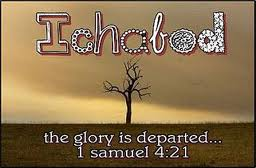 Ichabod
the glory is departed...
1 samuel 4:21